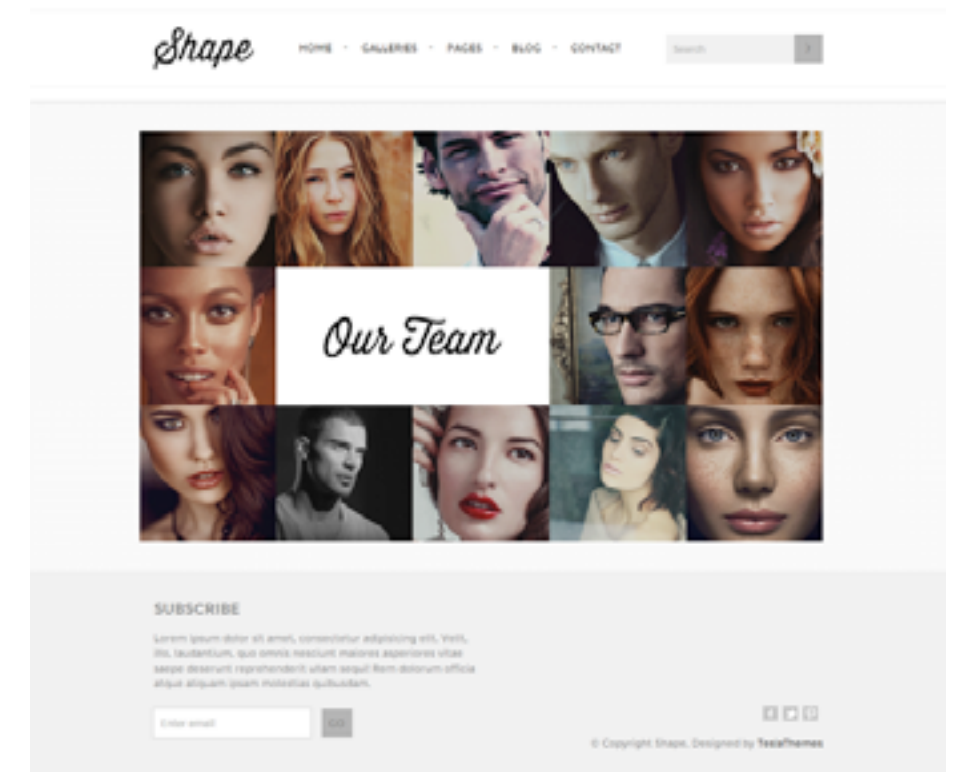 Shape
HOME - GALLERIES - PAGES - BLOG - CONTACT
Search
Our Team
SUBSCRIBE
Lorem ipsum dolor sit amet, consectetur adipisicing elit. Velit,
illo, laudantium, quo omnis nesciunt maiores asperiores vitae
saepe deserunt reprehenderit ullam sequi! Rem dolorum officia
atque aliquam ipsam molestias quibusdam.
Enter email
GO
© Copyright Shape, Designed by TeslaThemes